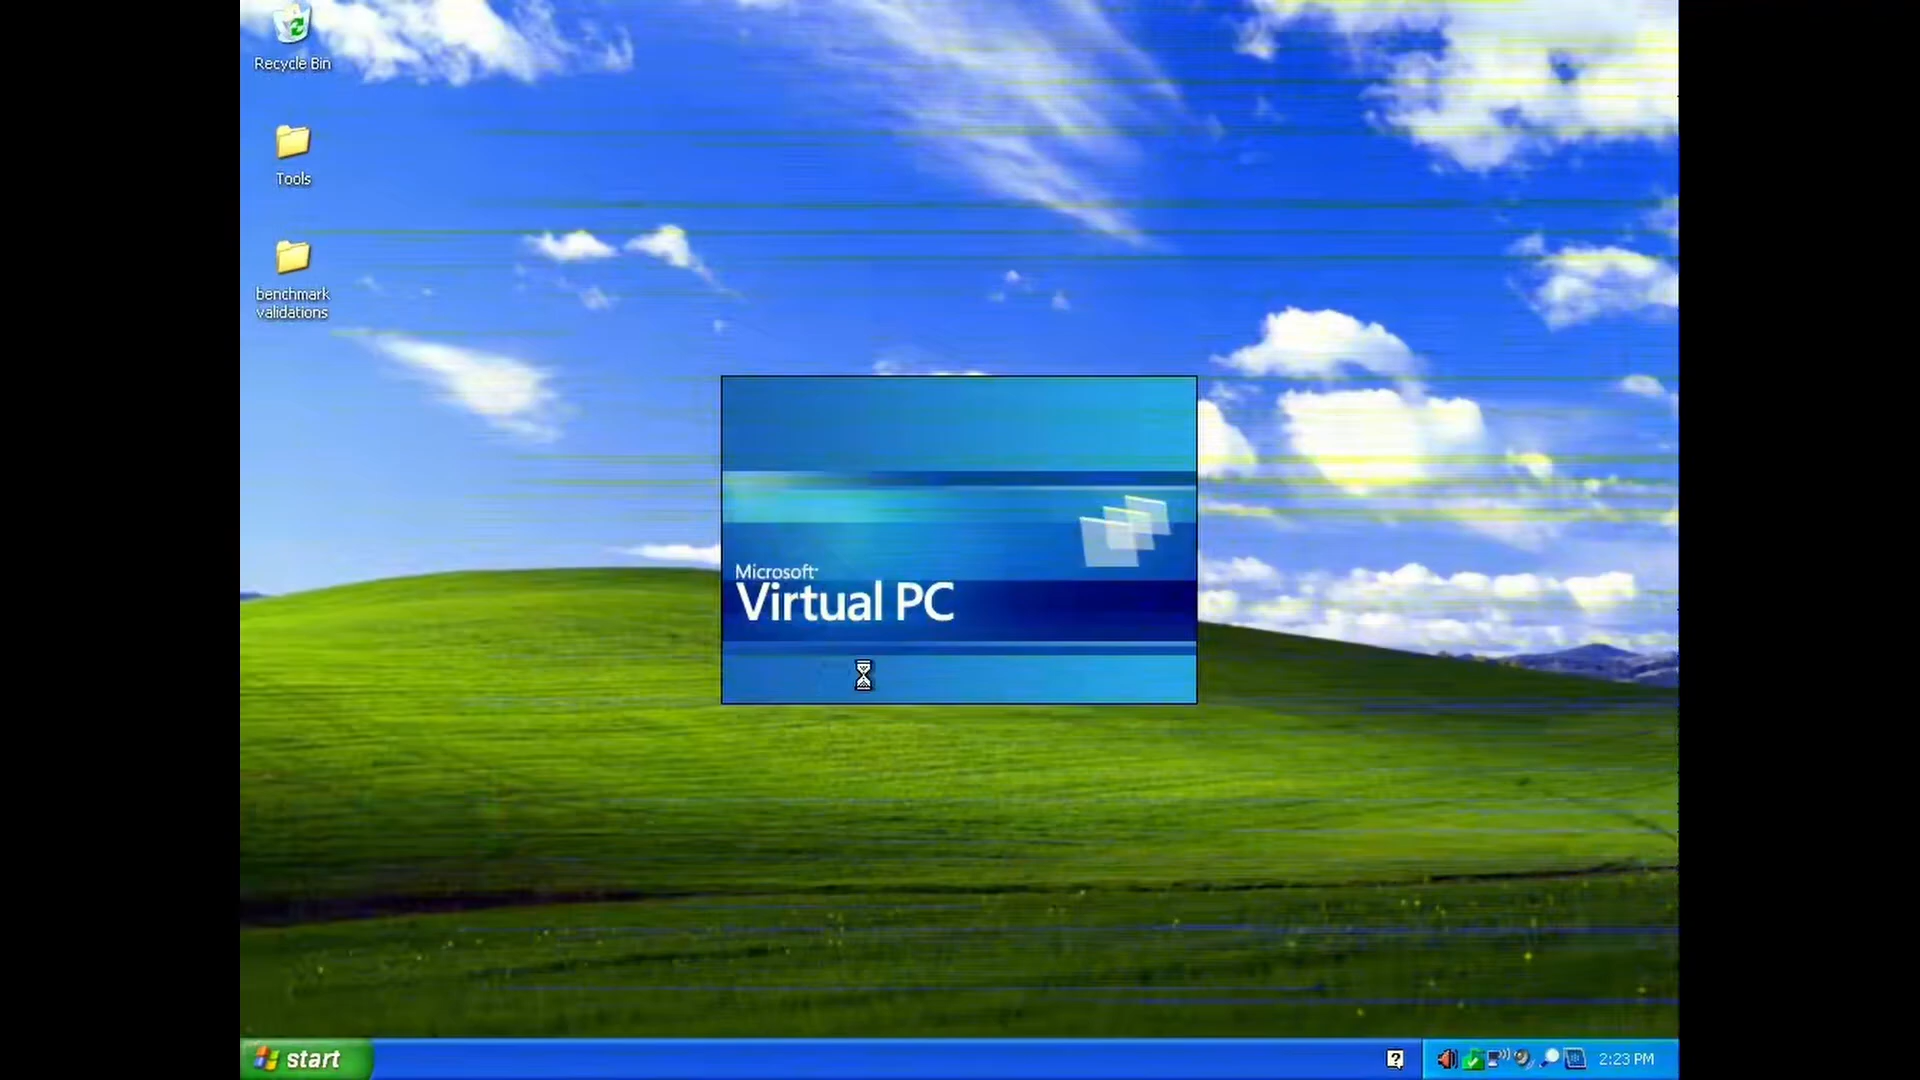 Recycle Bin
Tools
benchmark
validations
Microsoft
Virtual PC
start
?
2:23 PM